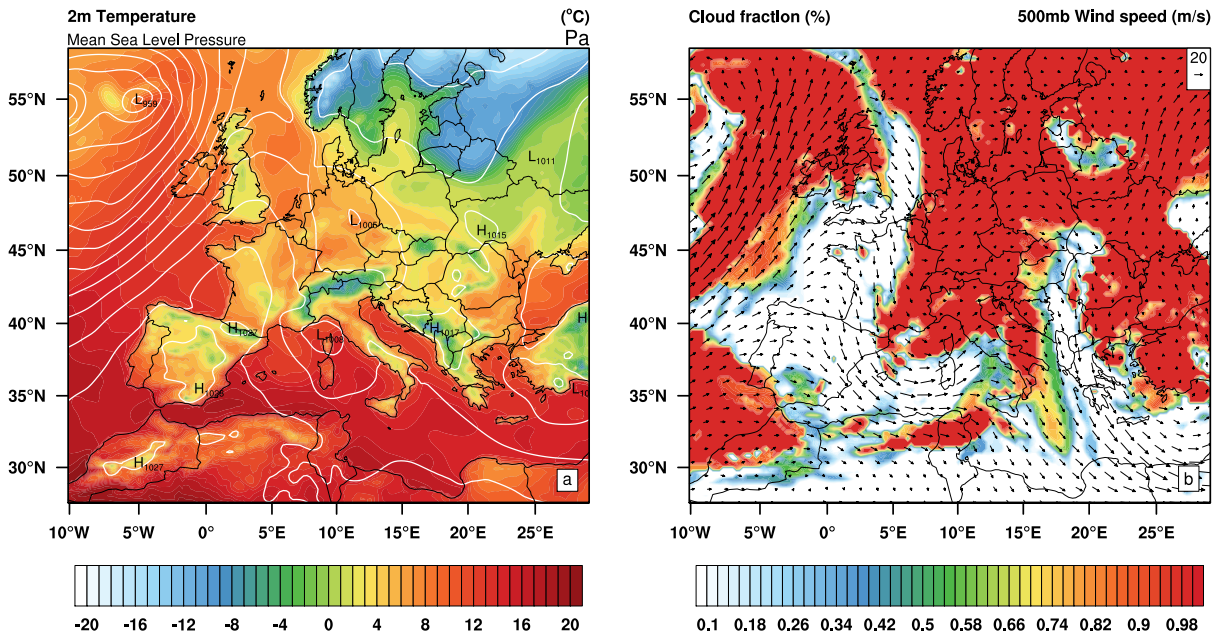 2m Temperature (°C)
Mean Sea Level Pressure Pa
55°N
50°N
45°N
40°N
35°N
30°N
L959
L1011
L1006
H1015
H1027
L1008
H1017
H
H1026
L10
H1027
a
10°W 5°W 0° 5°E 10°E 15°E 20°E 25°E
-20 -16 -12 -8 -4 0 4 8 12 16 20
Cloud fraction (%) 500mb Wind speed (m/s)
20
55°N
50°N
45°N
40°N
35°N
30°N
b
10°W 5°W 0° 5°E 10°E 15°E 20°E 25°E
0.1 0.18 0.26 0.34 0.42 0.5 0.58 0.66 0.74 0.82 0.9 0.98